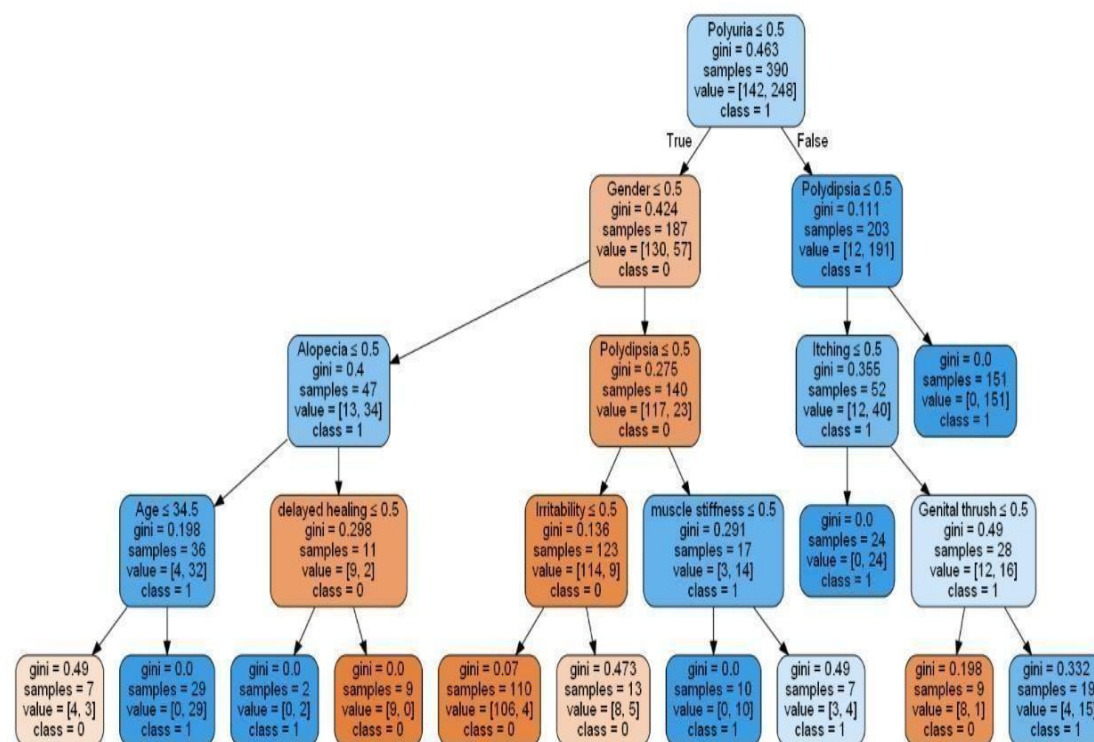 Polyuria ≤ 0.5
gini = 0.463
samples = 390
value = [142, 248]
class = 1
True
False
Gender ≤ 0.5
gini = 0.424
samples = 187
value = [130, 57]
class = 0
Polydipsia ≤ 0.5
gini = 0.111
samples = 203
value = [12, 191]
class = 1
Alopecia ≤ 0.5
gini = 0.4
samples = 47
value = [13, 34]
class = 1
Polydipsia ≤ 0.5
gini = 0.275
samples = 140
value = [117, 23]
class = 0
Itching ≤ 0.5
gini = 0.355
samples = 52
value = [12, 40]
class = 1
gini = 0.0
samples = 151
value = [0, 151]
class = 1
Age ≤ 34.5
gini = 0.198
samples = 36
value = [4, 32]
class = 1
delayed healing ≤ 0.5
gini = 0.298
samples = 11
value = [9, 2]
class = 0
Irritability ≤ 0.5
gini = 0.136
samples = 123
value = [114, 9]
class = 0
muscle stiffness ≤ 0.5
gini = 0.291
samples = 17
value = [3, 14]
class = 1
gini = 0.0
samples = 24
value = [0, 24]
class = 1
Genital thrush ≤ 0.5
gini = 0.49
samples = 28
value = [12, 16]
class = 1
gini = 0.49
samples = 7
value = [4, 3]
class = 0
gini = 0.0
samples = 29
value = [0, 29]
class = 1
gini = 0.0
samples = 2
value = [0, 2]
class = 1
gini = 0.0
samples = 9
value = [9, 0]
class = 0
gini = 0.07
samples = 110
value = [106, 4]
class = 0
gini = 0.473
samples = 13
value = [8, 5]
class = 0
gini = 0.0
samples = 10
value = [0, 10]
class = 1
gini = 0.49
samples = 7
value = [3, 4]
class = 1
gini = 0.198
samples = 9
value = [8, 1]
class = 0
gini = 0.332
samples = 19
value = [4, 15]
class = 1